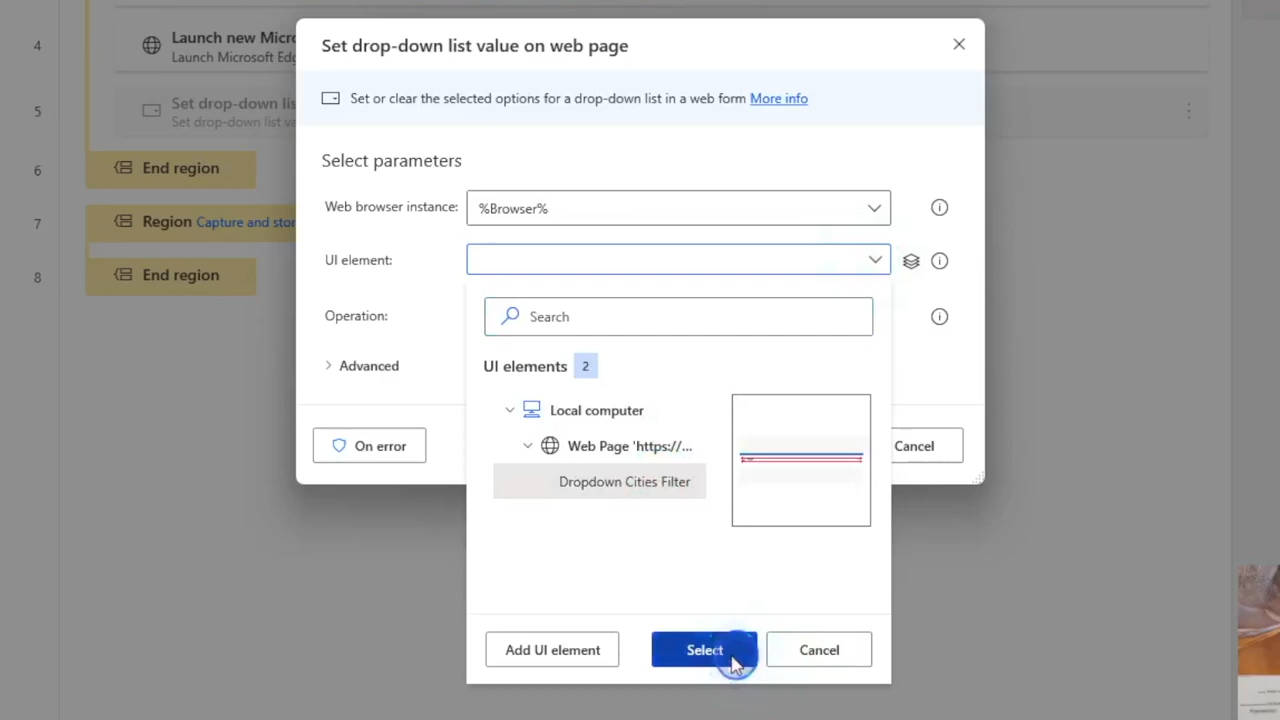 4
Launch new Micro
Launch Microsoft Edg
5
Set drop-down lis
Set drop-down list va
6
End region
7
Region Capture and stor
8
End region
Set drop-down list value on web page
Set or clear the selected options for a drop-down list in a web form More info
Select parameters
Web browser instance:
%Browser%
UI element:
Search
Operation:
UI elements 2
Advanced
Local computer
Web Page 'https://...
On error
Cancel
Dropdown Cities Filter
Add UI element
Select
Cancel